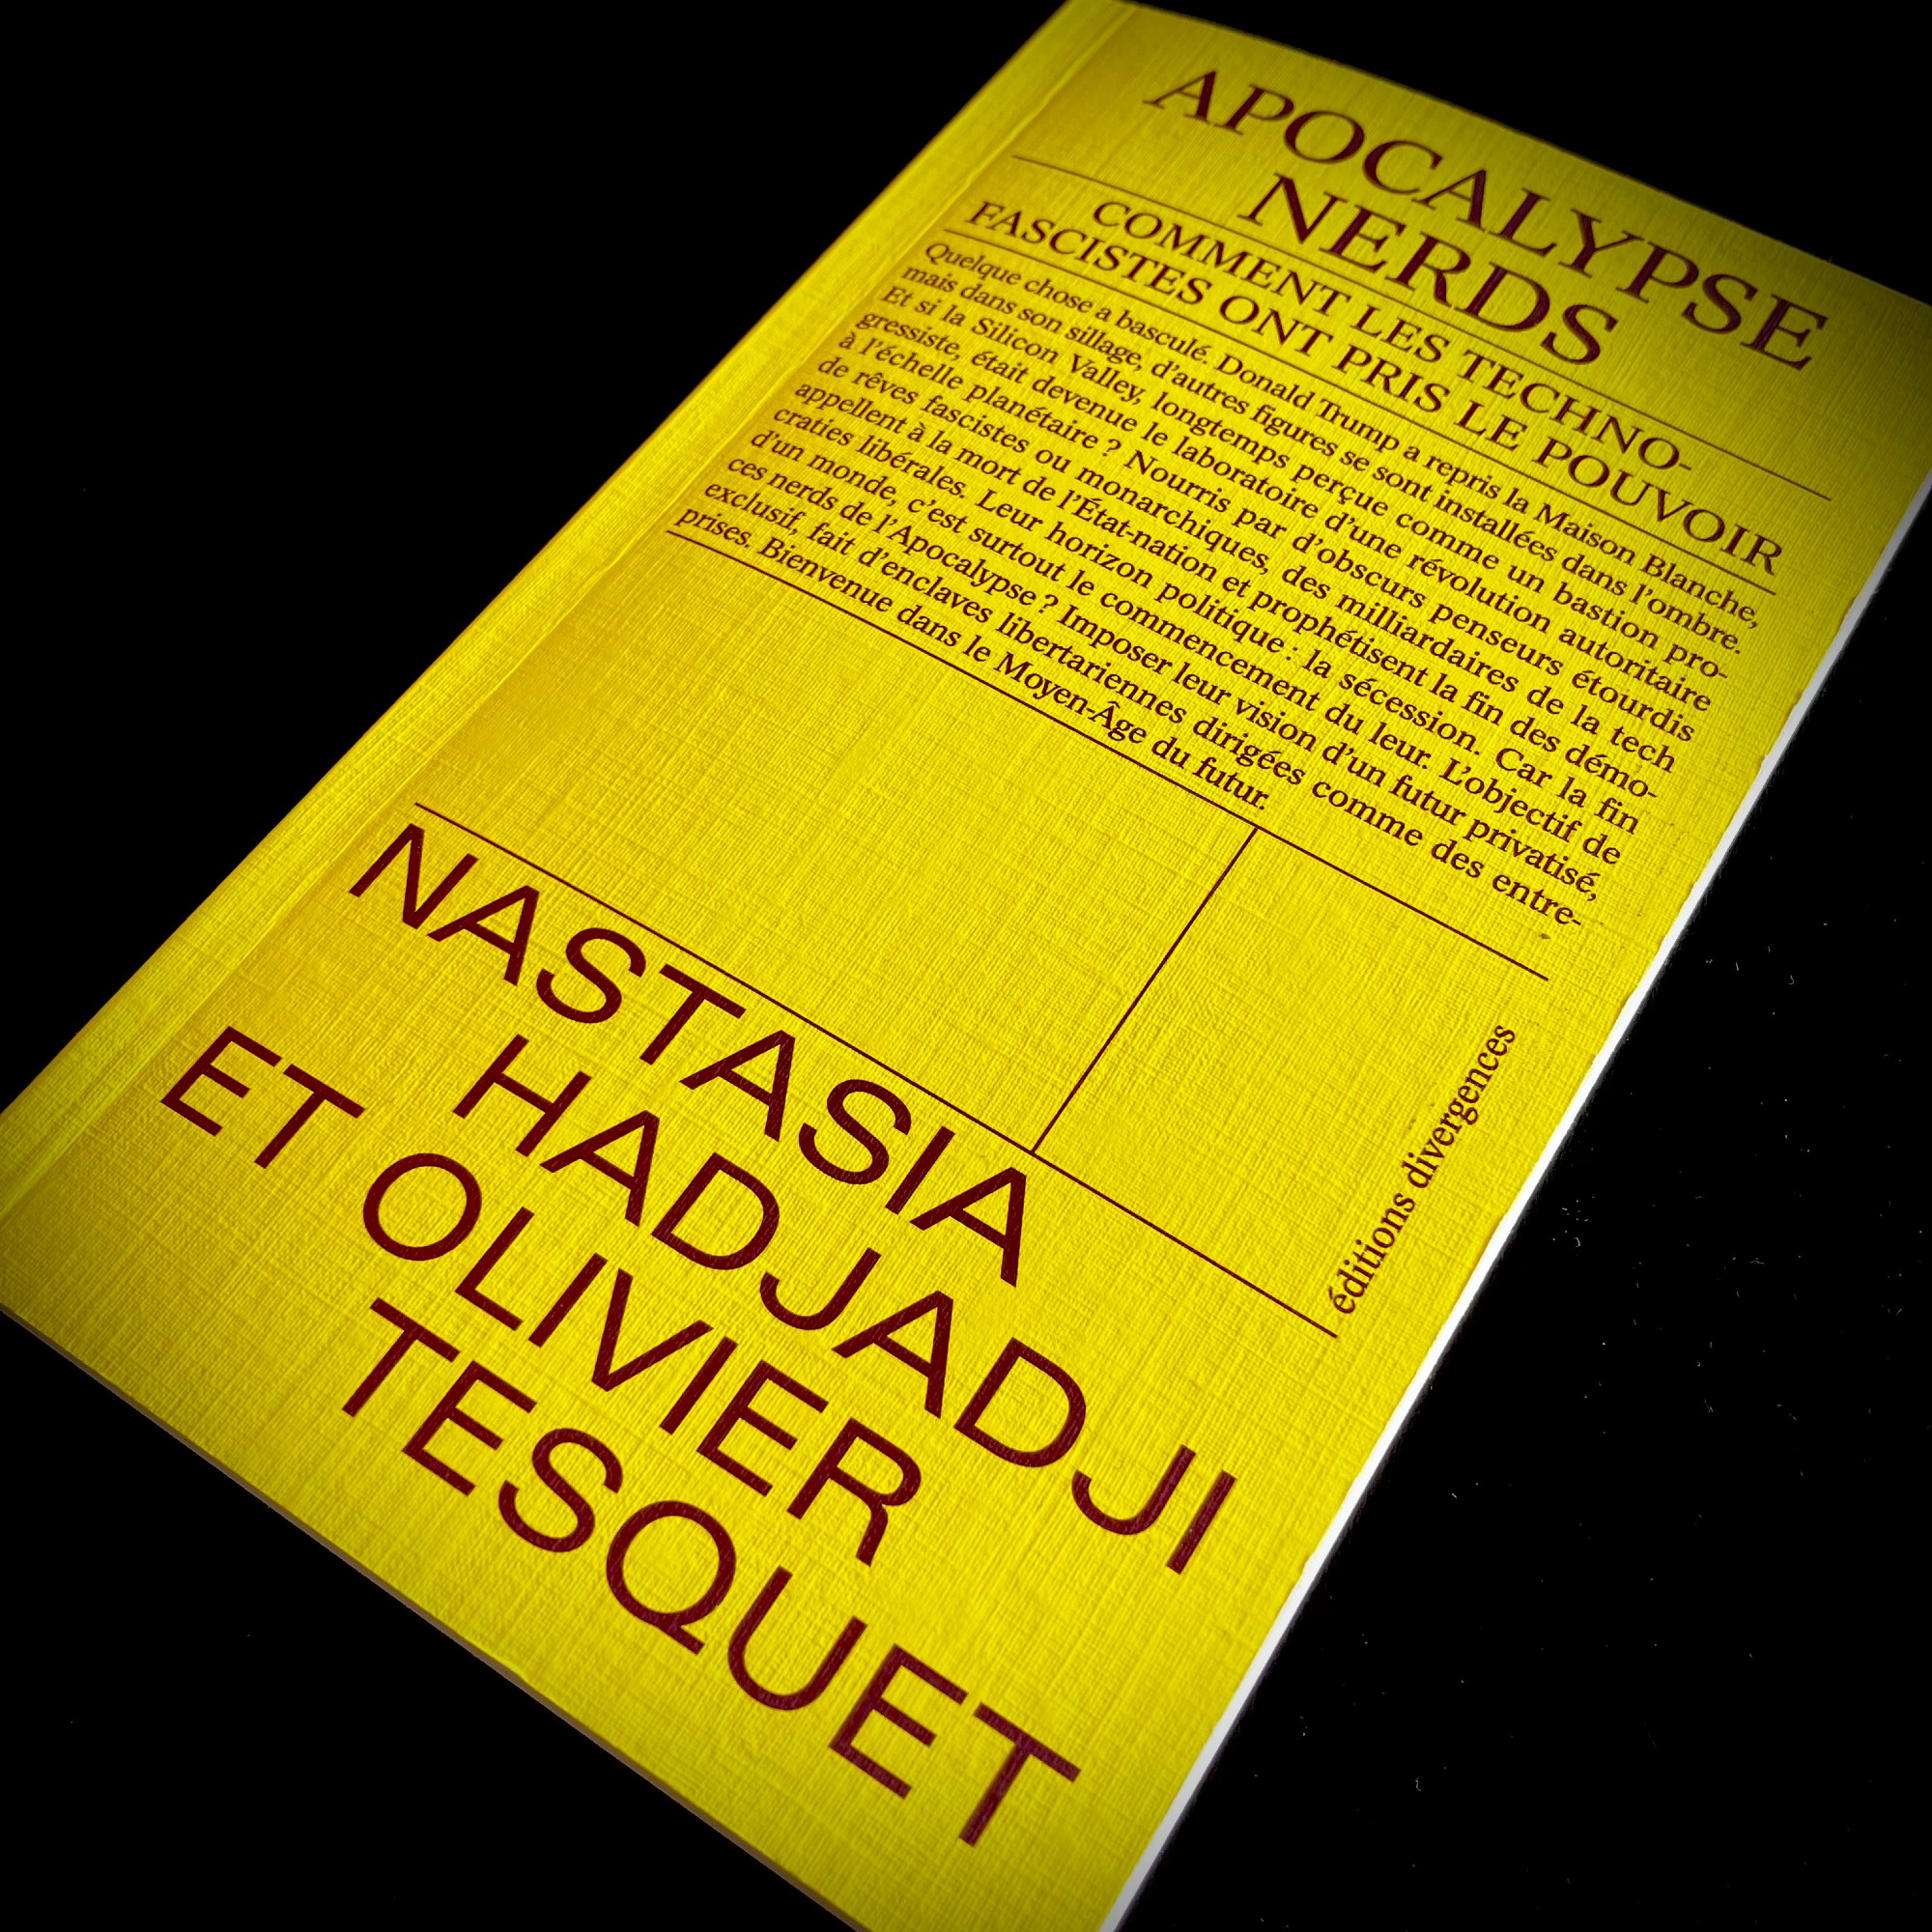 APOCALYPSE
NERDS
COMMENT LES TECHNO-
FASCISTES ONT PRIS LE POUVOIR
Quelque chose a basculé. Donald Trump a repris la Maison Blanche,
mais dans son sillage, d'autres figures se sont installées dans l'ombre.
Et si la Silicon Valley, longtemps perçue comme un bastion pro-
gressiste, était devenue le laboratoire d'une révolution autoritaire
à l'échelle planétaire ? Nourris par d'obscurs penseurs étourdis
de rêves fascistes ou monarchiques, des milliardaires de la tech
appellent à la mort de l'État-nation et prophétisent la fin des démo-
craties libérales. Leur horizon politique : la sécession. Car la fin
d'un monde, c'est surtout le commencement du leur. L'objectif de
ces nerds de l'Apocalypse ? Imposer leur vision d'un futur privatisé,
exclusif, fait d'enclaves libertariennes dirigées comme des entre-
prises. Bienvenue dans le Moyen-Âge du futur.
éditions divergences
NASTASIA
HADJADJI
ET OLIVIER
TESQUET